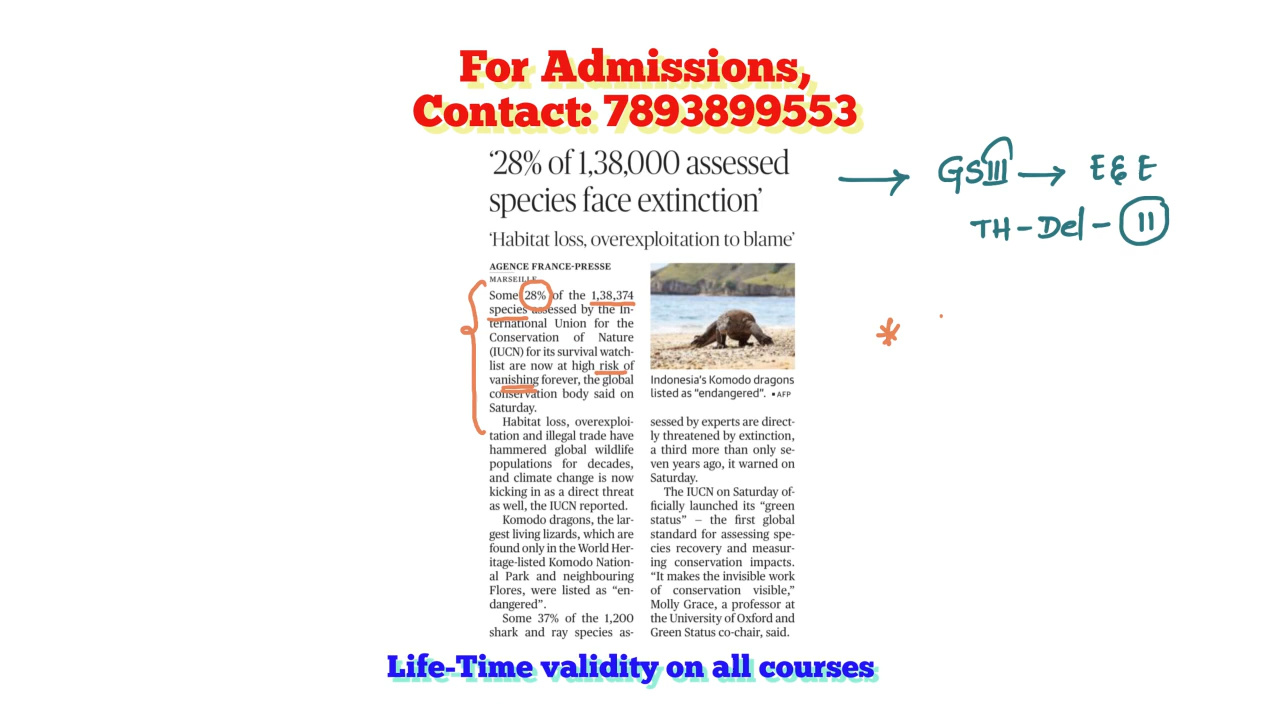 For Admissions,
Contact: 7893899553
‘28% of 1,38,000 assessed
species face extinction’
‘Habitat loss, overexploitation to blame’
AGENCE FRANCE-PRESSE
MARSEILLE
Some 28% of the 1,38,374
species assessed by the In-
ternational Union for the
Conservation of Nature
(IUCN) for its survival watch-
list are now at high risk of
vanishing forever, the global
conservation body said on
Saturday.
Habitat loss, overexploi-
tation and illegal trade have
hammered global wildlife
populations for decades,
and climate change is now
kicking in as a direct threat
as well, the IUCN reported.
Komodo dragons, the lar-
gest living lizards, which are
found only in the World Her-
itage-listed Komodo Nation-
al Park and neighbouring
Flores, were listed as “en-
dangered”.
Some 37% of the 1,200
shark and ray species as-
Indonesia's Komodo dragons
listed as “endangered”. ▪ AFP
sessed by experts are direct-
ly threatened by extinction,
a third more than only se-
ven years ago, it warned on
Saturday.
The IUCN on Saturday of-
ficially launched its “green
status” – the first global
standard for assessing spe-
cies recovery and measur-
ing conservation impacts.
“It makes the invisible work
of conservation visible,”
Molly Grace, a professor at
the University of Oxford and
Green Status co-chair, said.
→ GSIII → E & E
TH-Del-11
*
Life-Time validity on all courses